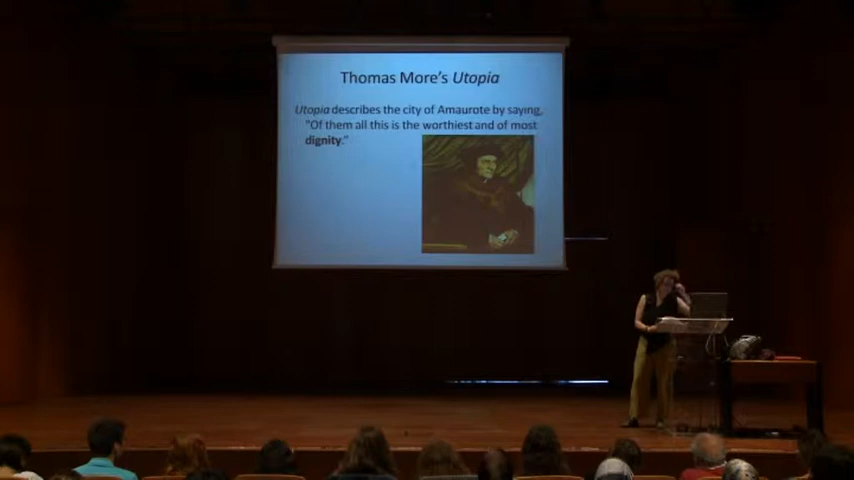 Thomas More's Utopia
Utopia describes the city of Amaurote by saying,
"Of them all this is the worthiest and of most
dignity."